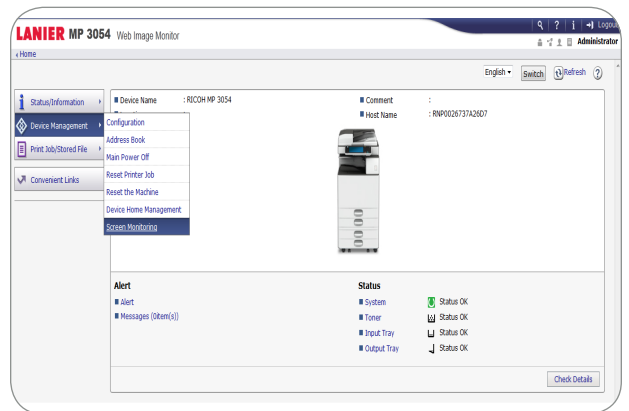 LANIER MP 3054 Web Image Monitor
? i Logout
Administrator
Home
English Switch Refresh ?
Status/Information
Device Management
Print Job/Stored File
Convenient Links
Configuration
Address Book
Main Power Off
Reset Printer Job
Reset the Machine
Device Home Management
Screen Monitoring
Device Name : RICOH MP 3054
Comment :
Host Name : RNP0026737A26D7
Alert
Alert
Messages (0item(s))
Status
System Status OK
Toner Status OK
Input Tray Status OK
Output Tray Status OK
Check Details